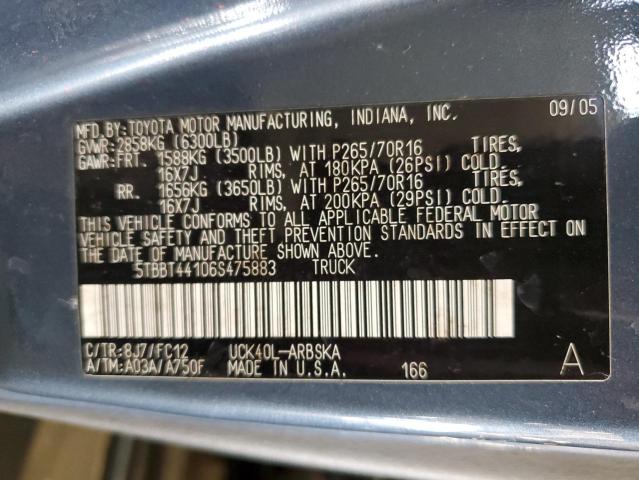 MFD.BY:TOYOTA MOTOR MANUFACTURING, INDIANA, INC. 09/05
GVWR:2858KG (6300LB)
GAWR:FRT. 1588KG (3500LB) WITH P265/70R16 TIRES,
16X7J RIMS, AT 180KPA (26PSI) COLD.
RR. 1656KG (3650LB) WITH P265/70R16 TIRES,
16X7J RIMS, AT 200KPA (29PSI) COLD.
THIS VEHICLE CONFORMS TO ALL APPLICABLE FEDERAL MOTOR
VEHICLE SAFETY AND THEFT PREVENTION STANDARDS IN EFFECT ON
THE DATE OF MANUFACTURE SHOWN ABOVE.
5TBBT44106S475883 TRUCK
C/TR:8J7/FC12 UCK40L-ARBSKA
A/TM:A03A/A750F MADE IN U.S.A. 166 A